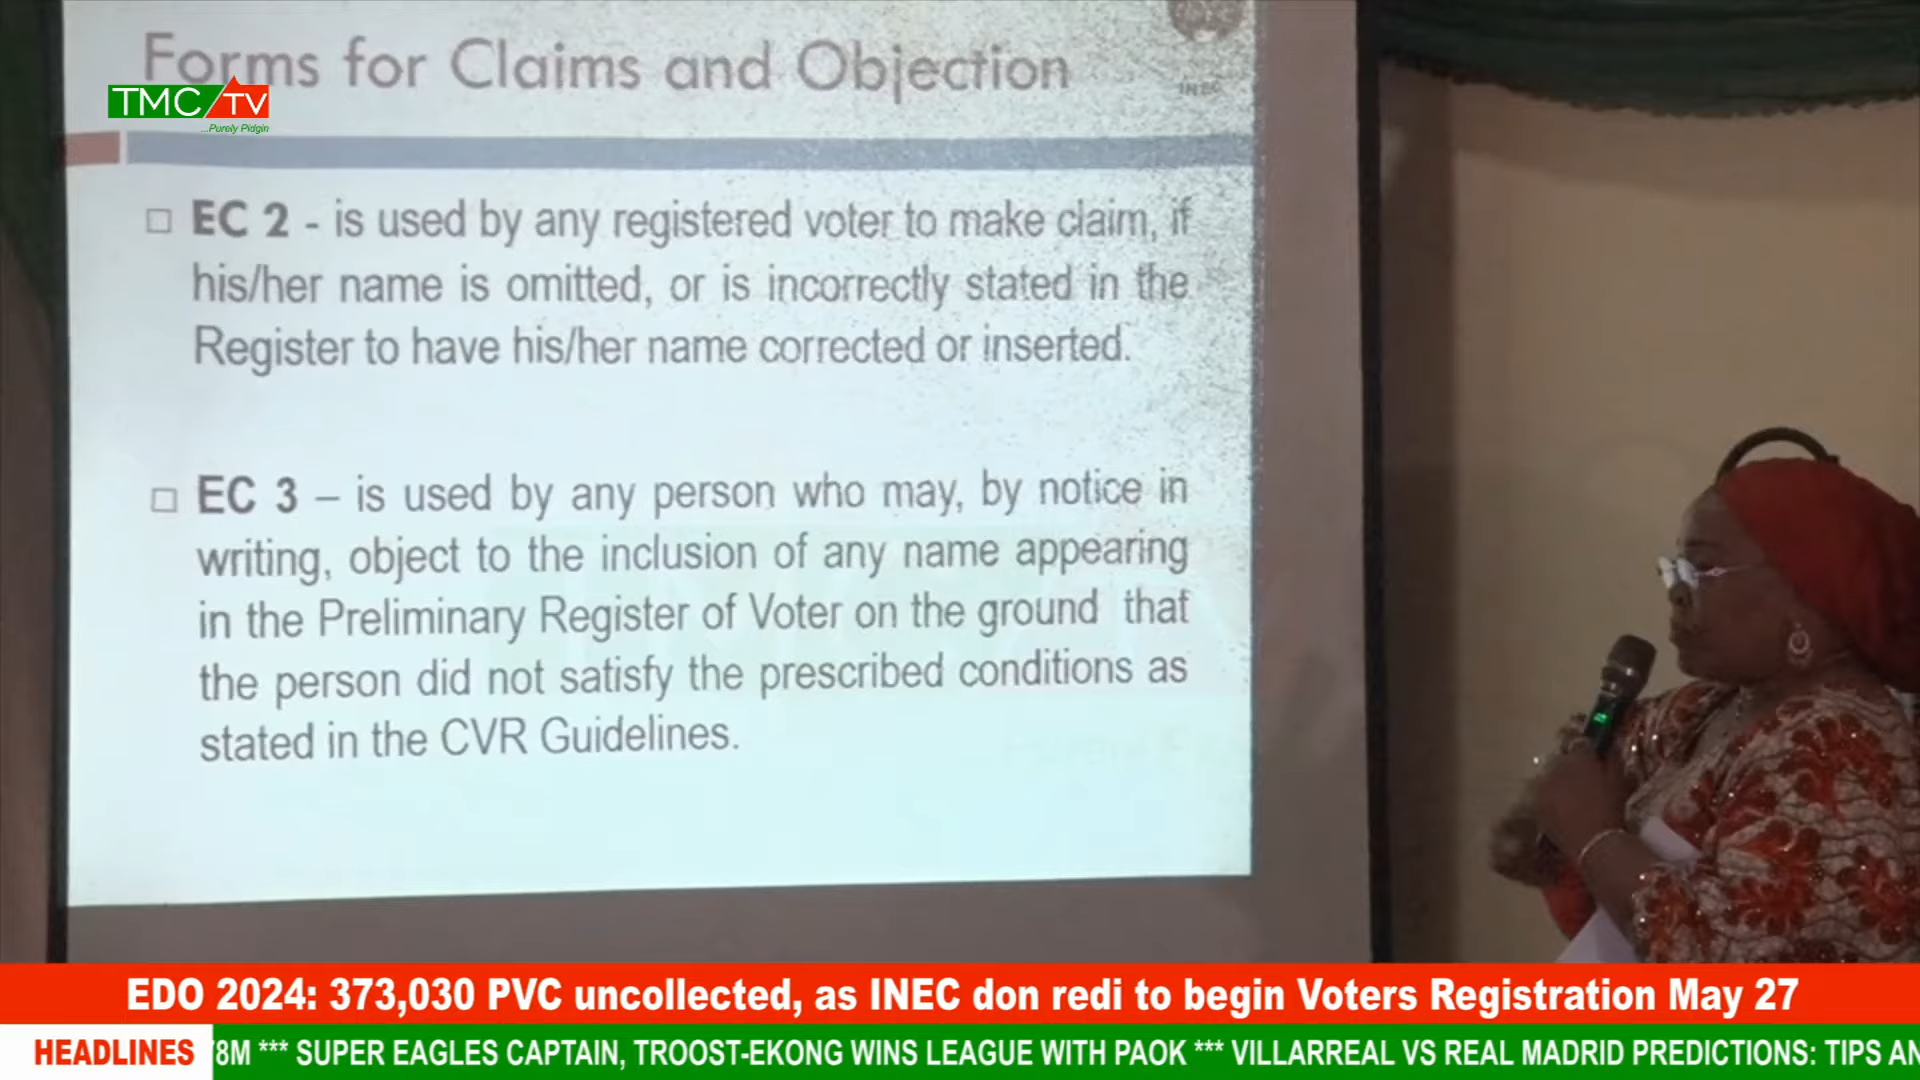 Forms for Claims and Objection
INEC
TMC/TV
...Purely Pidgin
EC 2 - is used by any registered voter to make claim, if
his/her name is omitted, or is incorrectly stated in the
Register to have his/her name corrected or inserted.
EC 3 – is used by any person who may, by notice in
writing, object to the inclusion of any name appearing
in the Preliminary Register of Voter on the ground that
the person did not satisfy the prescribed conditions as
stated in the CVR Guidelines.
EDO 2024: 373,030 PVC uncollected, as INEC don redi to begin Voters Registration May 27
HEADLINES
8M *** SUPER EAGLES CAPTAIN, TROOST-EKONG WINS LEAGUE WITH PAOK *** VILLARREAL VS REAL MADRID PREDICTIONS: TIPS AN